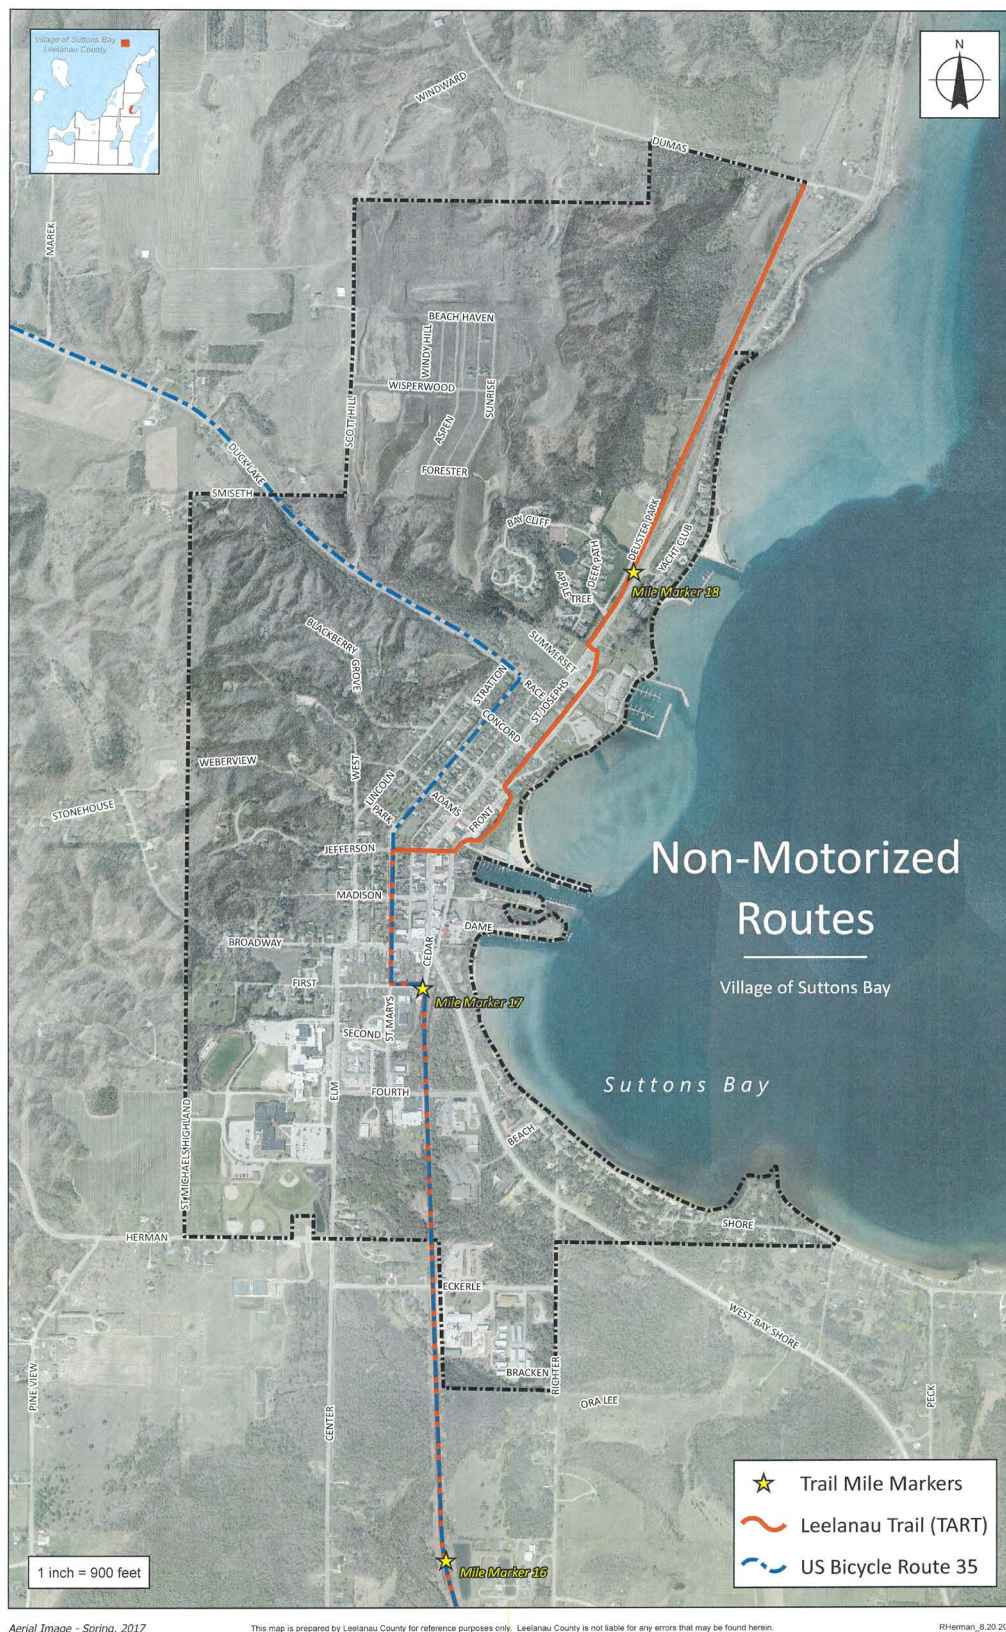 Village of Suttons Bay
Leelanau County
N
WINDWARD
DUMAS
MAREK
BEACH HAVEN
WINDY HILL
WISPERWOOD
SUNRISE
SCOTT HILL
ASPEN
FORESTER
DUCK LAKE
SMISETH
BAY CLIFF
DEUSTER PARK
YACHT CLUB
DEER PATH
APPLE
TREE
Mile Marker 18
BLACKBERRY
GROVE
SUMMERSET
STRATTON
RACE
ST JOSEPHS
CONCORD
WEBERVIEW
WEST
LINCOLN
PARK
ADAMS
FRONT
STONEHOUSE
JEFFERSON
Non-Motorized
Routes
Village of Suttons Bay
MADISON
DAME
BROADWAY
CEDAR
FIRST
Mile Marker 17
ST MARYS
SECOND
Suttons Bay
ELM
FOURTH
BEACH
ST MICHAELS HIGHLAND
SHORE
HERMAN
ECKERLE
WEST-BAY SHORE
BRACKEN
RICHTER
PINE VIEW
CENTER
ORA LEE
PECK
Trail Mile Markers
Leelanau Trail (TART)
US Bicycle Route 35
1 inch = 900 feet
Mile Marker 16
Aerial Image - Spring, 2017
This map is prepared by Leelanau County for reference purposes only. Leelanau County is not liable for any errors that may be found herein.
RHerman_8.20.20